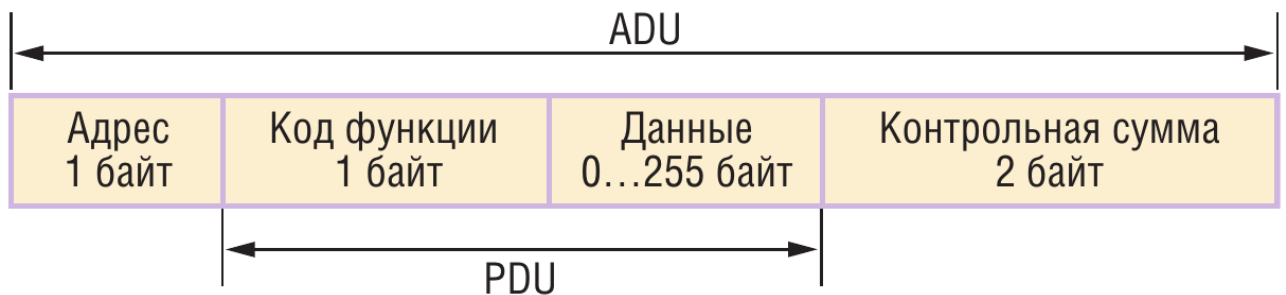 ADU
Адрес
1 байт
Код функции
1 байт
Данные
0…255 байт
Контрольная сумма
2 байт
PDU